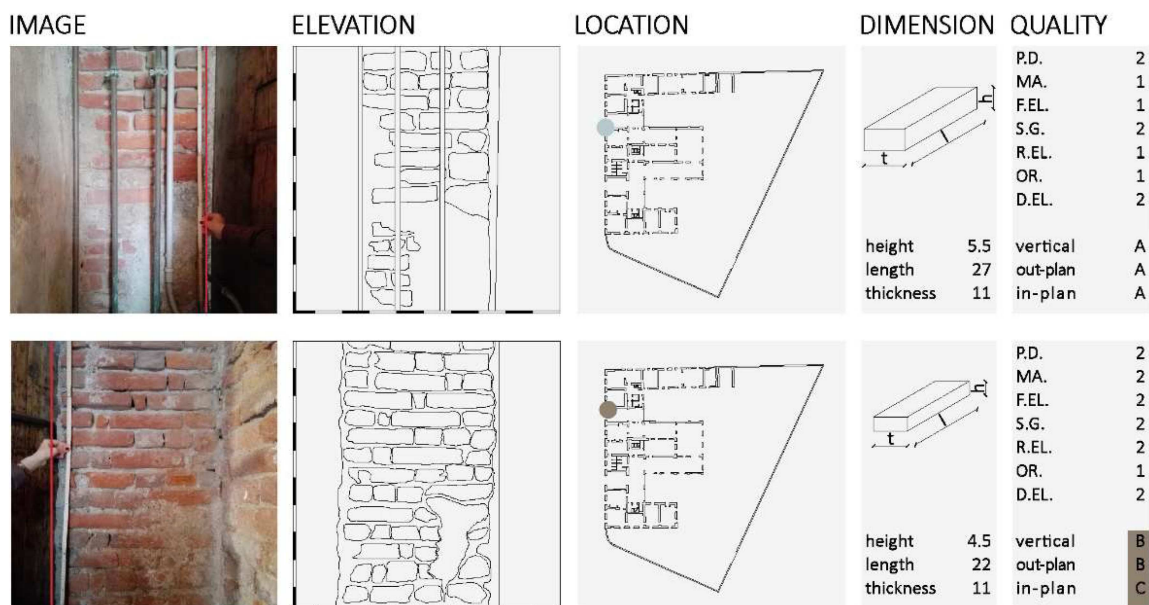 IMAGE ELEVATION LOCATION DIMENSION QUALITY
P.D. 2
MA. 1
F.EL. 1
S.G. 2
R.EL. 1
OR. 1
D.EL. 2
h
l
t
height 5.5 vertical A
length 27 out-plan A
thickness 11 in-plan A
P.D. 2
MA. 2
F.EL. 2
S.G. 2
R.EL. 2
OR. 1
D.EL. 2
h
l
t
height 4.5 vertical B
length 22 out-plan B
thickness 11 in-plan C